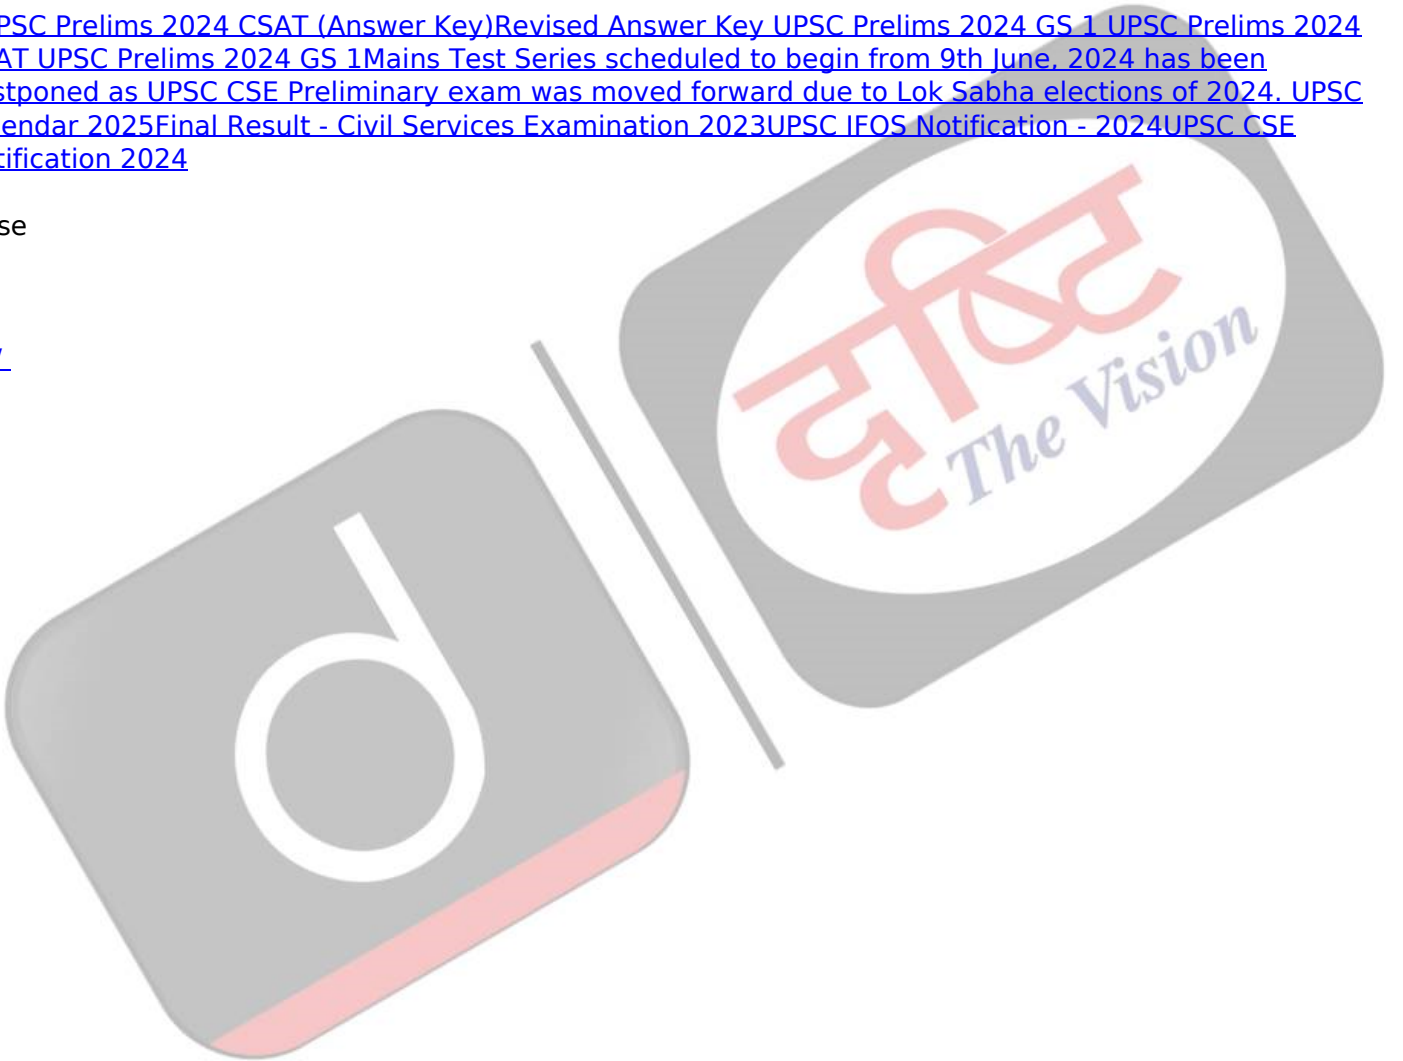 PSC Prelims 2024 CSAT (Answer Key)Revised Answer Key UPSC Prelims 2024 GS 1 UPSC Prelims 2024
AT UPSC Prelims 2024 GS 1Mains Test Series scheduled to begin from 9th June, 2024 has been
stponed as UPSC CSE Preliminary exam was moved forward due to Lok Sabha elections of 2024. UPSC
endar 2025Final Result - Civil Services Examination 2023UPSC IFOS Notification - 2024UPSC CSE
tification 2024
se
दृष्टि
The Vision
d